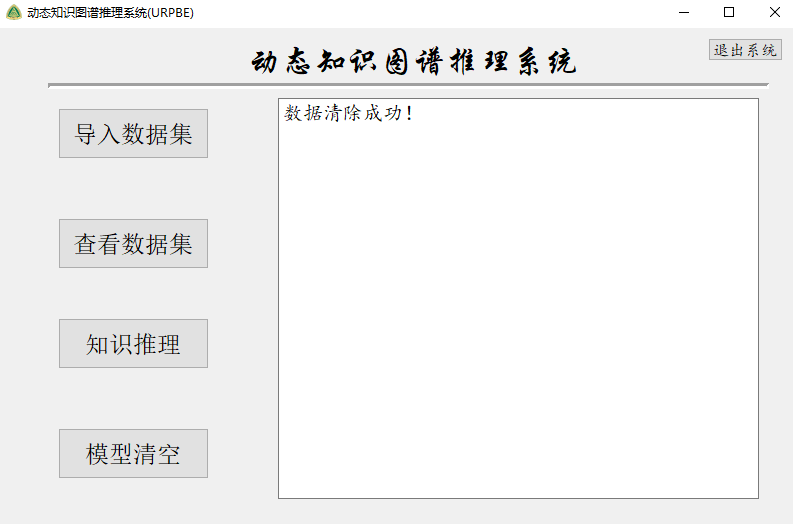 动态知识图谱推理系统(URPBE)
动态知识图谱推理系统
退出系统
导入数据集
数据清除成功！
查看数据集
知识推理
模型清空